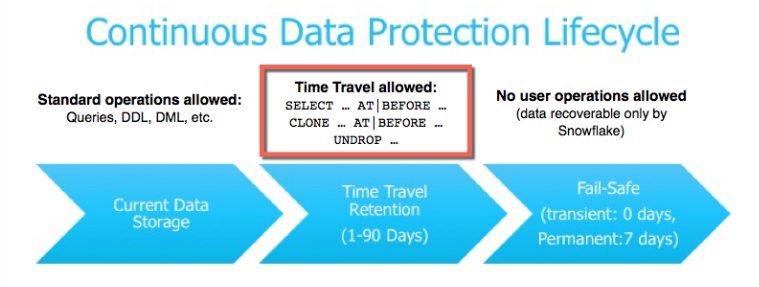 Continuous Data Protection Lifecycle
Standard operations allowed:
Queries, DDL, DML, etc.
Time Travel allowed:
SELECT … AT|BEFORE …
CLONE … AT|BEFORE …
UNDROP …
No user operations allowed
(data recoverable only by
Snowflake)
Current Data
Storage
Time Travel
Retention
(1-90 Days)
Fail-Safe
(transient: 0 days,
Permanent:7 days)